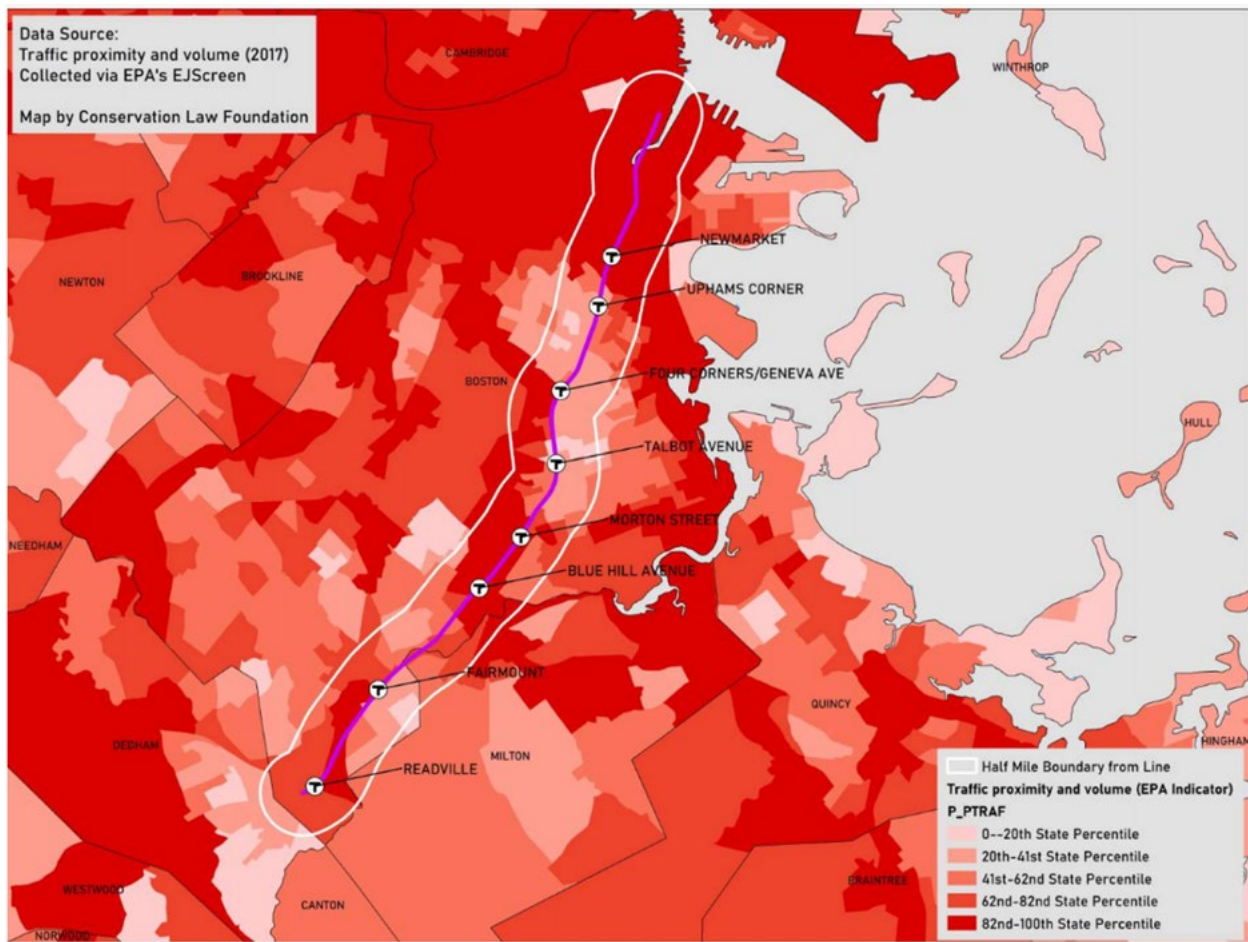 Data Source:
Traffic proximity and volume (2017)
Collected via EPA's EJScreen
Map by Conservation Law Foundation
CAMBRIDGE
WINTHROP
NEWMARKET
NEWTON
BROOKLINE
UPHAMS CORNER
BOSTON
FOUR CORNERS/GENEVA AVE
HULL
TALBOT AVENUE
MORTON STREET
NEEDHAM
BLUE HILL AVENUE
FAIRMOUNT
QUINCY
DEDHAM
MILTON
HINGHAM
READVILLE
WESTWOOD
CANTON
NORWOOD
BRAINTREE
Half Mile Boundary from Line
Traffic proximity and volume (EPA Indicator)
P_PTRAF
0--20th State Percentile
20th-41st State Percentile
41st-62nd State Percentile
62nd-82nd State Percentile
82nd-100th State Percentile